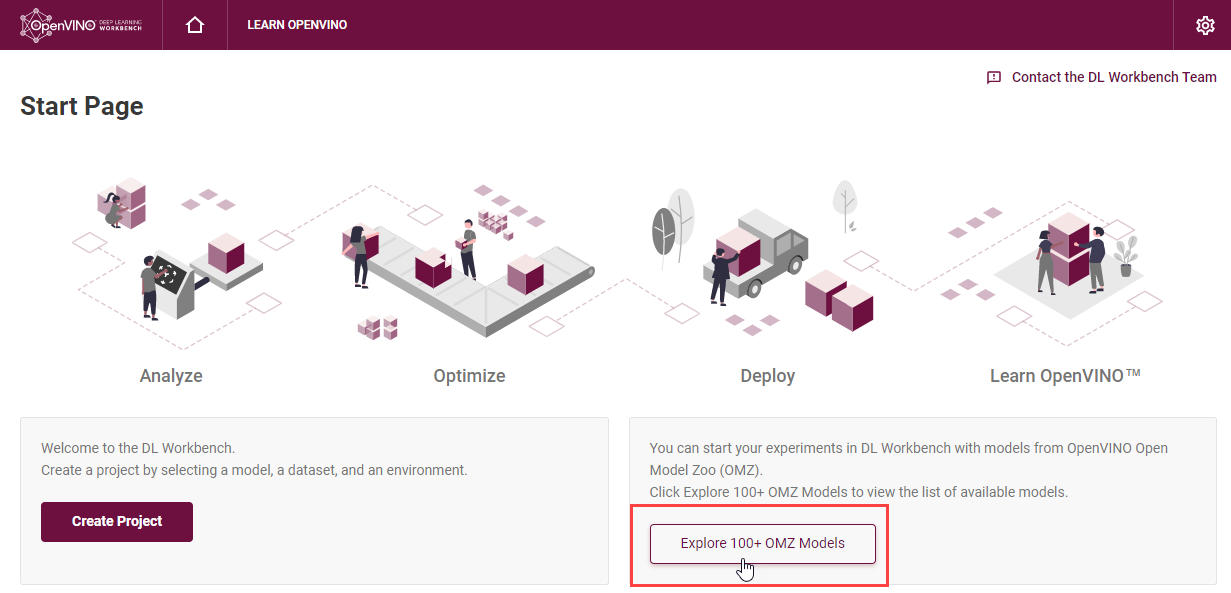 OpenVINO DEEP LEARNING WORKBENCH
LEARN OPENVINO
Contact the DL Workbench Team
Start Page
Analyze
Optimize
Deploy
Learn OpenVINO™
Welcome to the DL Workbench.
Create a project by selecting a model, a dataset, and an environment.
Create Project
You can start your experiments in DL Workbench with models from OpenVINO Open
Model Zoo (OMZ).
Click Explore 100+ OMZ Models to view the list of available models.
Explore 100+ OMZ Models